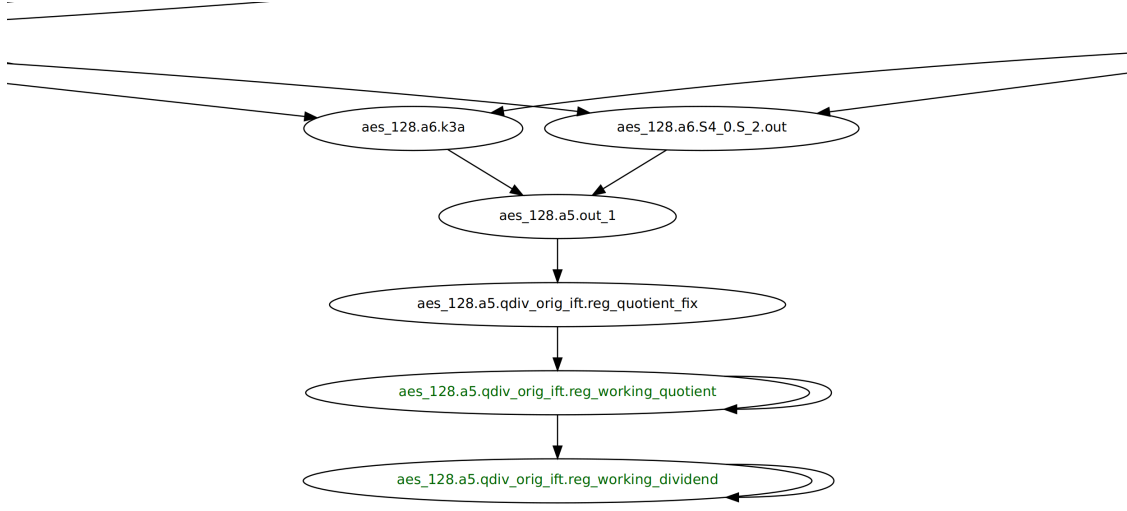 aes_128.a6.k3a
aes_128.a6.S4_0.S_2.out
aes_128.a5.out_1
aes_128.a5.qdiv_orig_ift.reg_quotient_fix
aes_128.a5.qdiv_orig_ift.reg_working_quotient
aes_128.a5.qdiv_orig_ift.reg_working_dividend